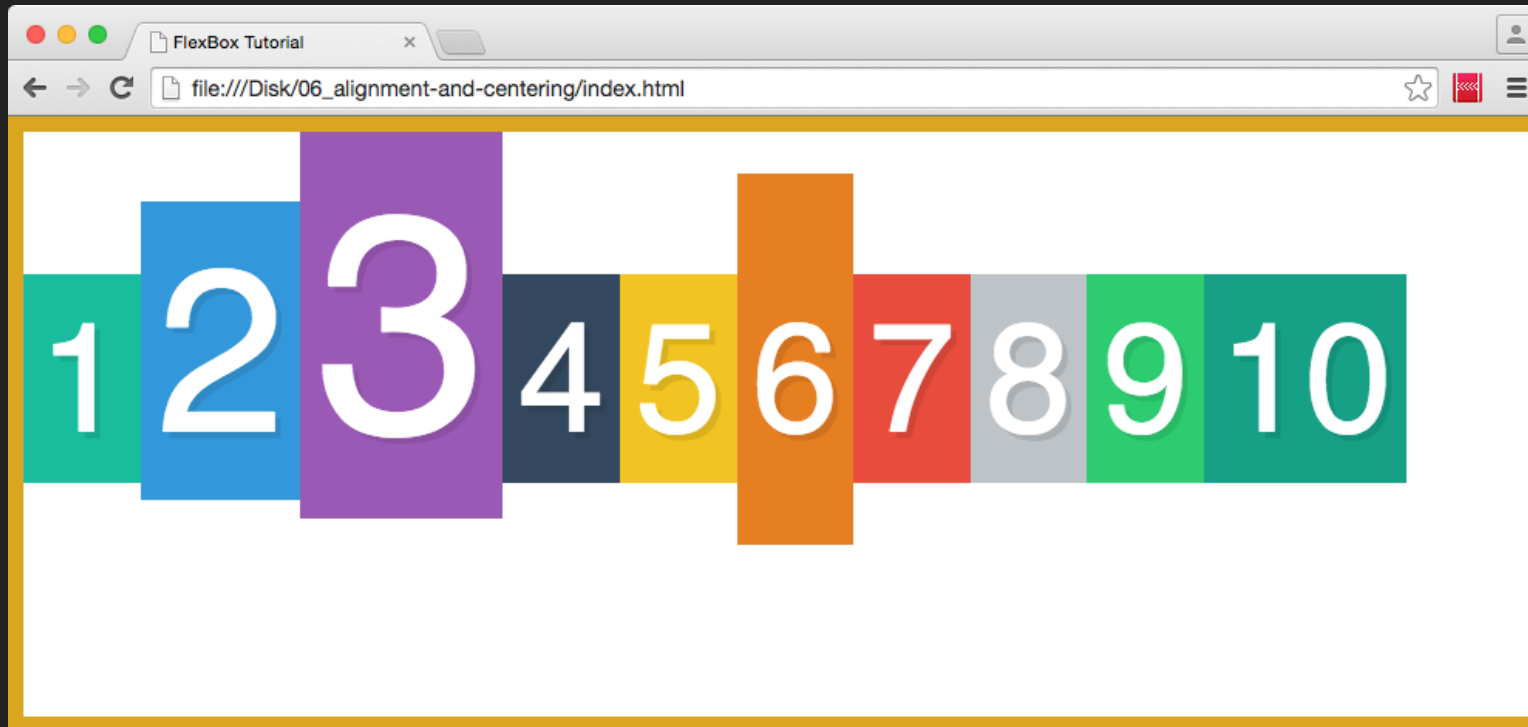 FlexBox Tutorial
file:///Disk/06_alignment-and-centering/index.html
1 2 3 4 5 6 7 8 9 10